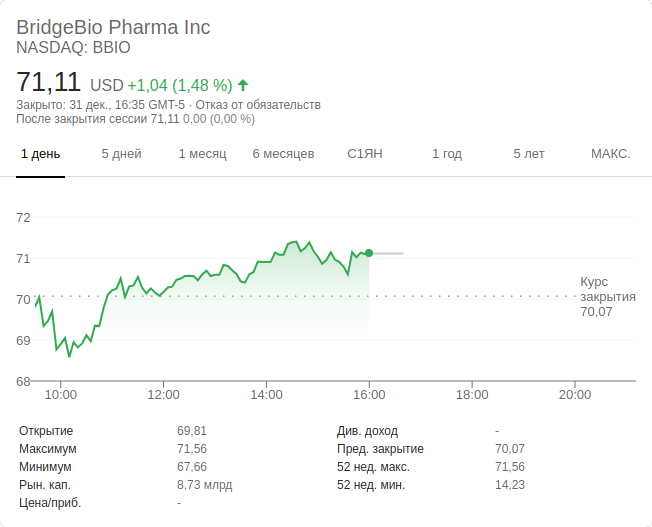 BridgeBio Pharma Inc
NASDAQ: BBIO
71,11 USD +1,04 (1,48 %)
Закрыто: 31 дек., 16:35 GMT-5 · Отказ от обязательств
После закрытия сессии 71,11 0,00 (0,00 %)
1 день 5 дней 1 месяц 6 месяцев С1ЯН 1 год 5 лет МАКС.
72
71
70
69
68
Курс
закрытия
70,07
10:00 12:00 14:00 16:00 18:00 20:00
Открытие 69,81 Див. доход -
Максимум 71,56 Пред. закрытие 70,07
Минимум 67,66 52 нед. макс. 71,56
Рын. кап. 8,73 млрд 52 нед. мин. 14,23
Цена/приб. -